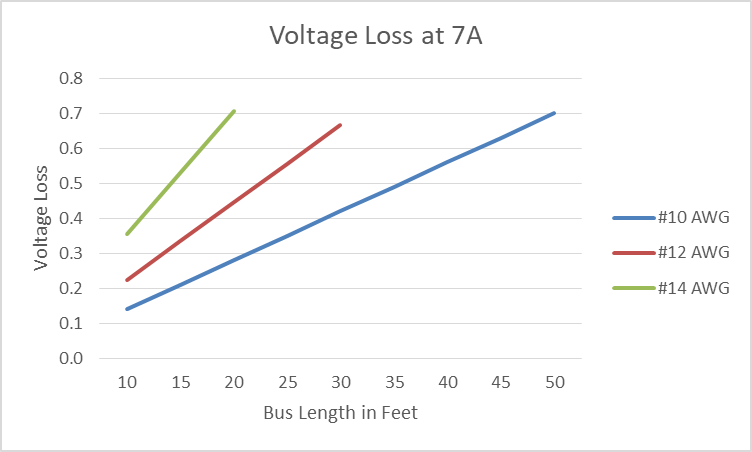 Voltage Loss at 7A
0.8
0.7
0.6
0.5
0.4
0.3
0.2
0.1
0.0
Voltage Loss
10 15 20 25 30 35 40 45 50
Bus Length in Feet
#10 AWG
#12 AWG
#14 AWG